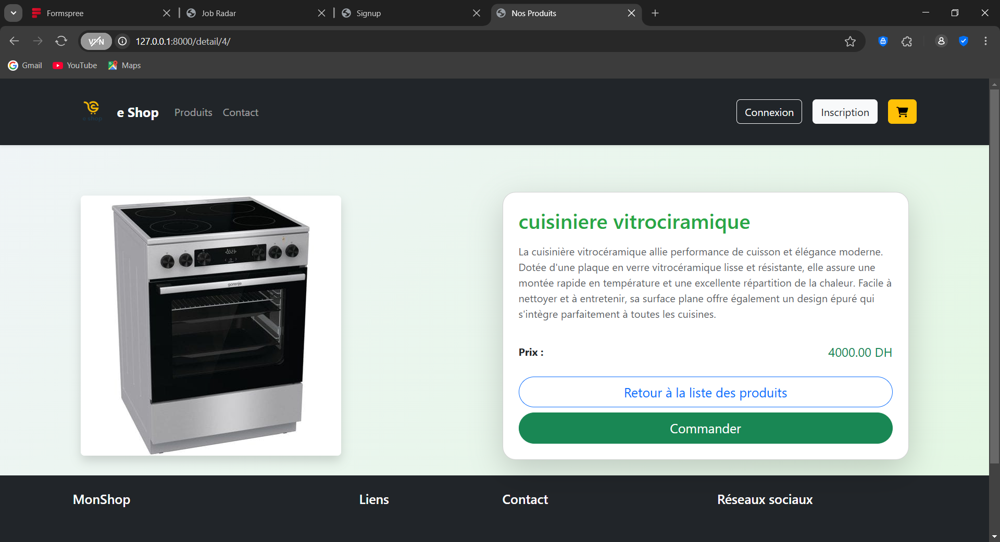 Formspree
Job Radar
Signup
Nos Produits
VPN
127.0.0.1:8000/detail/4/
Gmail
YouTube
Maps
e shop
e Shop
Produits
Contact
Connexion
Inscription
gorenje
cuisiniere vitrociramique
La cuisinière vitrocéramique allie performance de cuisson et élégance moderne.
Dotée d'une plaque en verre vitrocéramique lisse et résistante, elle assure une
montée rapide en température et une excellente répartition de la chaleur. Facile à
nettoyer et à entretenir, sa surface plane offre également un design épuré qui
s'intègre parfaitement à toutes les cuisines.
Prix :
4000.00 DH
Retour à la liste des produits
Commander
MonShop
Liens
Contact
Réseaux sociaux